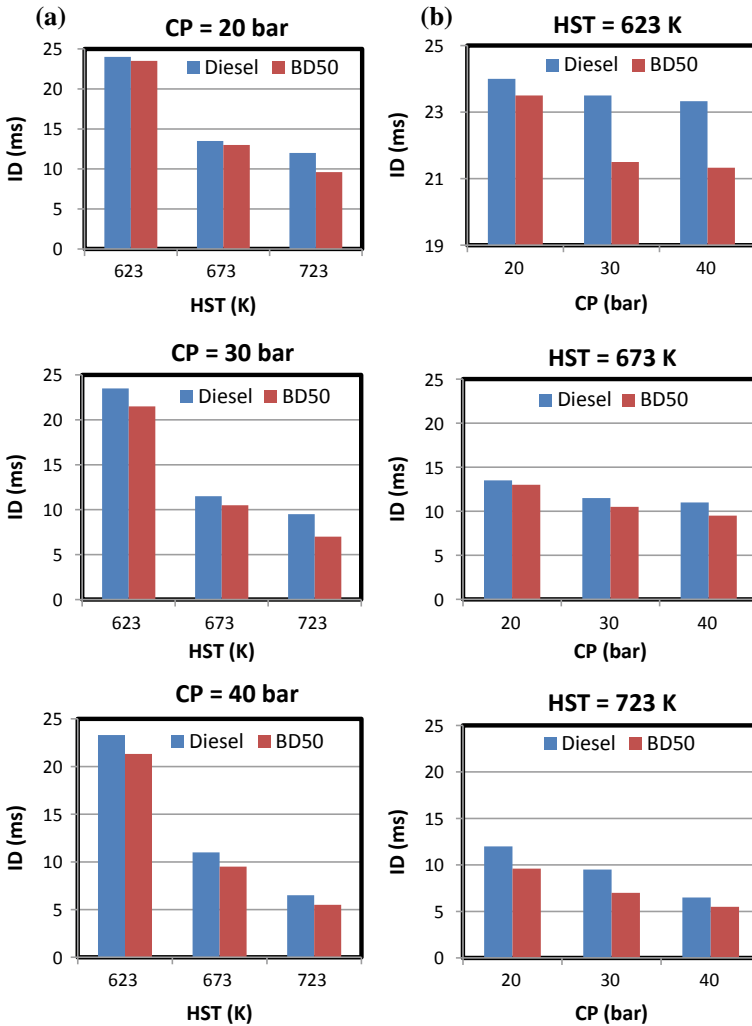 (a)
CP = 20 bar
Diesel BD50
ID (ms)
25
20
15
10
5
0
623 673 723
HST (K)
CP = 30 bar
Diesel BD50
ID (ms)
25
20
15
10
5
0
623 673 723
HST (K)
CP = 40 bar
Diesel BD50
ID (ms)
25
20
15
10
5
0
623 673 723
HST (K)
(b)
HST = 623 K
Diesel BD50
ID (ms)
25
23
21
19
20 30 40
CP (bar)
HST = 673 K
Diesel BD50
ID (ms)
25
20
15
10
5
0
20 30 40
CP (bar)
HST = 723 K
Diesel BD50
ID (ms)
25
20
15
10
5
0
20 30 40
CP (bar)